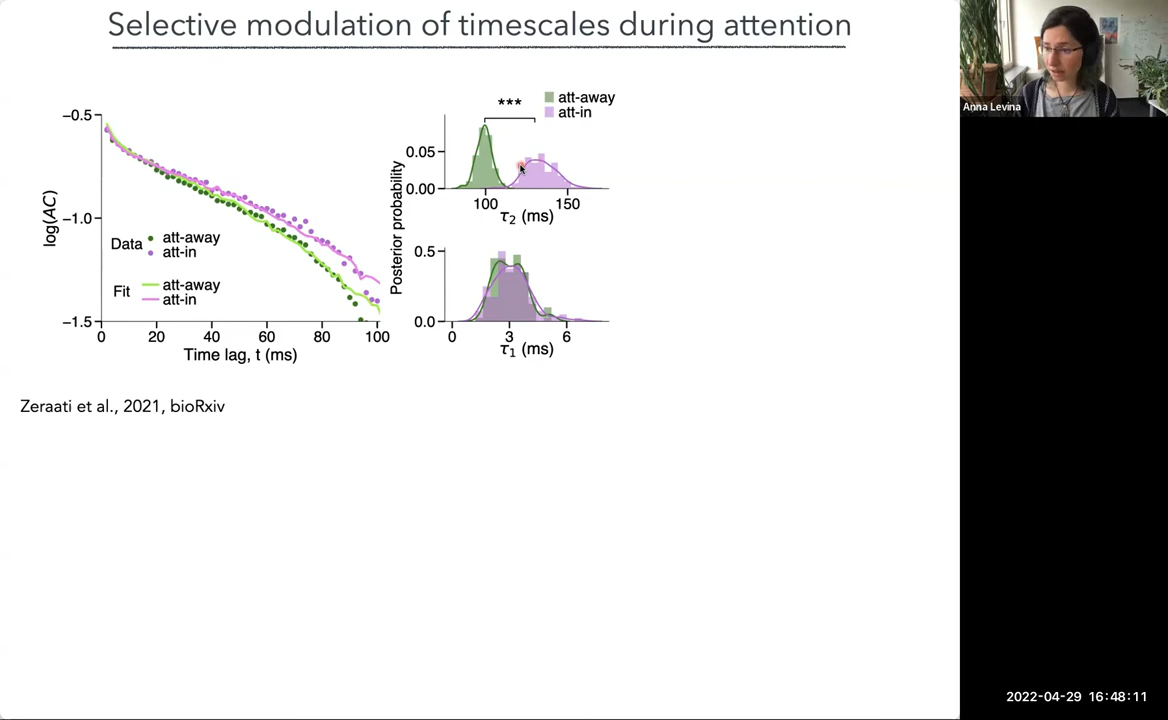 Selective modulation of timescales during attention
−0.5
−1.0
−1.5
log(AC)
Data
att-away
att-in
Fit
att-away
att-in
0 20 40 60 80 100
Time lag, t (ms)
Posterior probability
***
att-away
att-in
0.05
0.00
100 150
τ2 (ms)
0.5
0.0
0 3 6
τ1 (ms)
Zeraati et al., 2021, bioRxiv
Anna Levina
2022-04-29 16:48:11